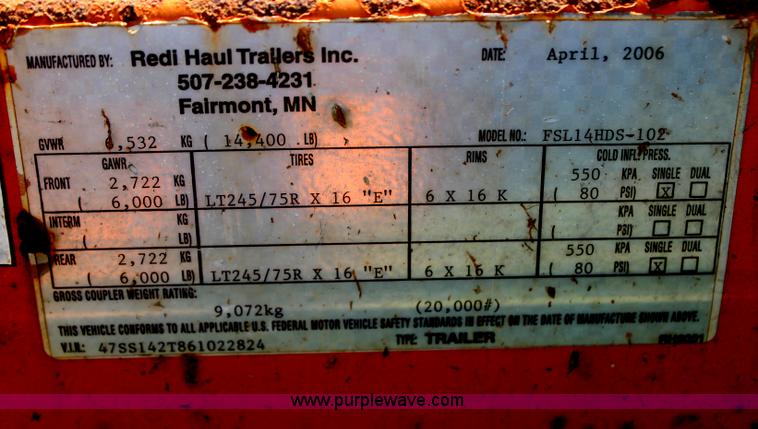 MANUFACTURED BY: Redi Haul Trailers Inc. DATE: April, 2006
507-238-4231
Fairmont, MN
GVWR 6,532 KG ( 14,400 LB) MODEL NO.: FSL14HDS-102
GAWR TIRES RIMS COLD INFL. PRESS.
FRONT 2,722 KG 550 KPA SINGLE DUAL
( 6,000 LB) LT245/75R X 16 "E" 6 X 16 K ( 80 PSI) X
INTERM KG KPA SINGLE DUAL
( LB) ( PSI)
REAR 2,722 KG 550 KPA SINGLE DUAL
( 6,000 LB) LT245/75R X 16 "E" 6 X 16 K ( 80 PSI) X
GROSS COUPLER WEIGHT RATING:
9,072kg (20,000#)
THIS VEHICLE CONFORMS TO ALL APPLICABLE U.S. FEDERAL MOTOR VEHICLE SAFETY STANDARDS IN EFFECT ON THE DATE OF MANUFACTURE SHOWN ABOVE.
V.I.N.: 47SS142T861022824 TYPE: TRAILER
www.purplewave.com